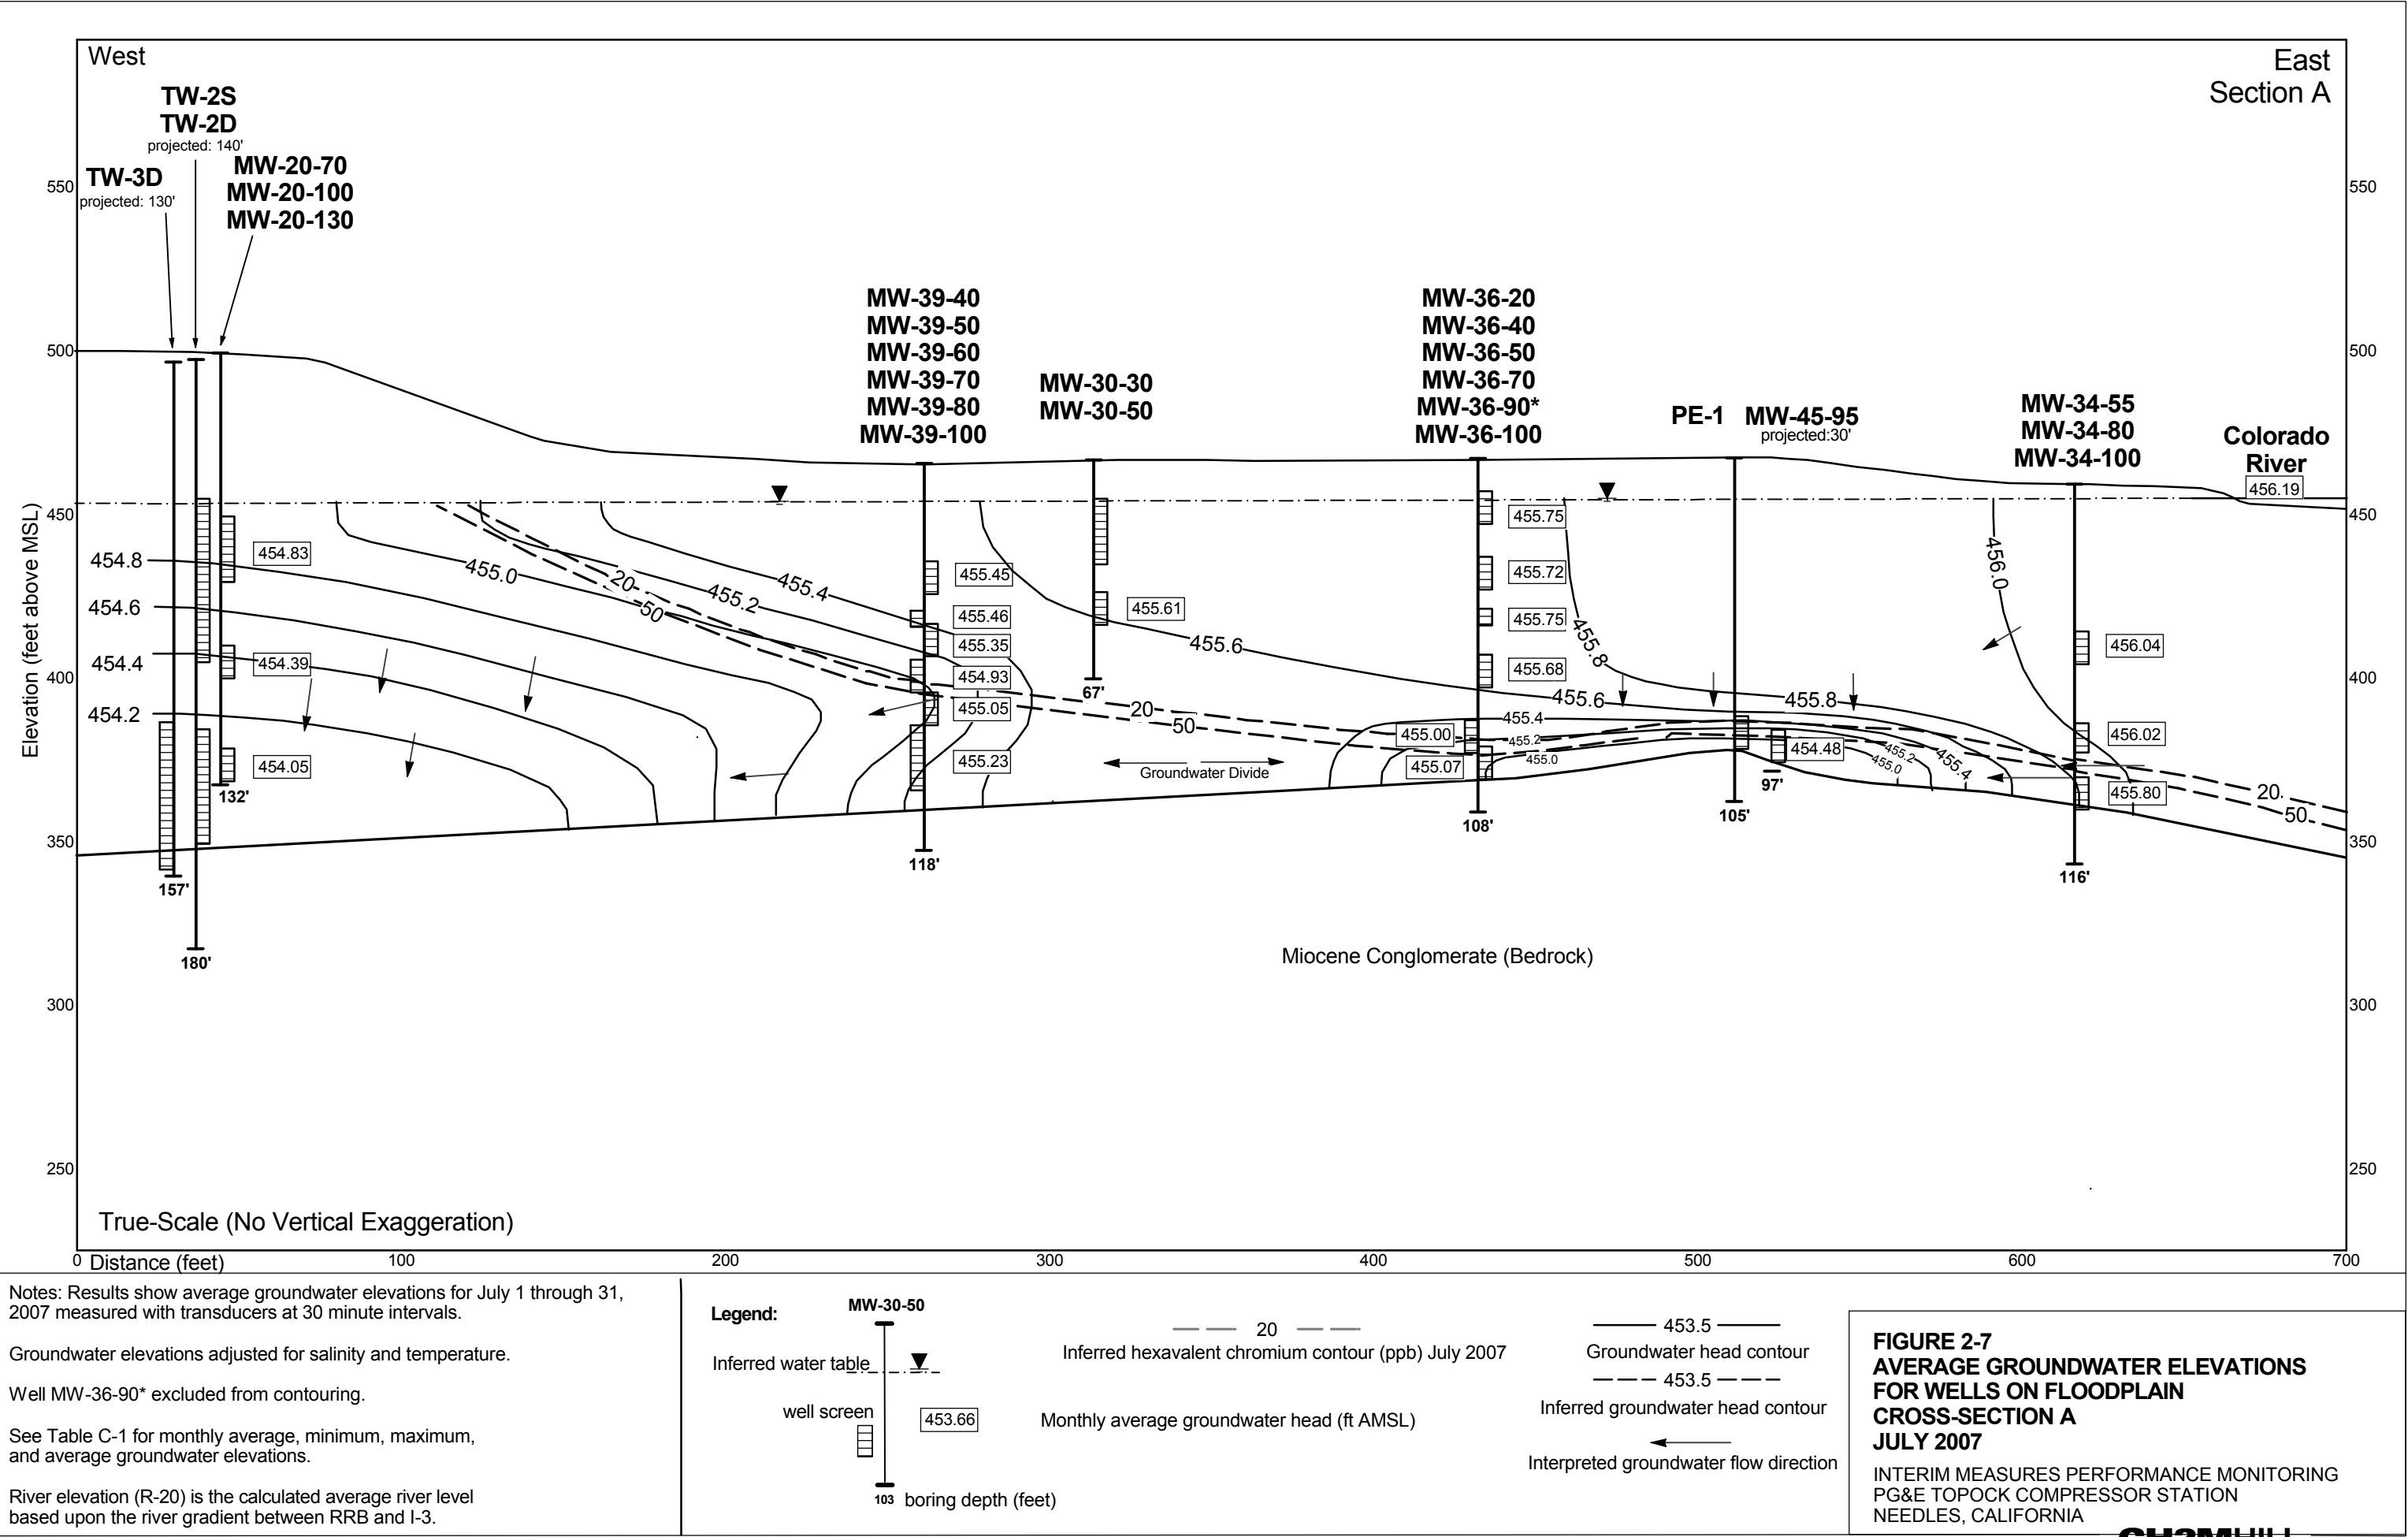 West
East
Section A
TW-2S
TW-2D
projected: 140'
TW-3D
projected: 130'
MW-20-70
MW-20-100
MW-20-130
MW-39-40
MW-39-50
MW-39-60
MW-39-70
MW-39-80
MW-39-100
MW-30-30
MW-30-50
MW-36-20
MW-36-40
MW-36-50
MW-36-70
MW-36-90*
MW-36-100
PE-1
MW-45-95
projected:30'
MW-34-55
MW-34-80
MW-34-100
Colorado
River
456.19
Elevation (feet above MSL)
550
500
450
400
350
300
250
550
500
450
400
350
300
250
454.8
454.6
454.4
454.2
454.83
454.39
454.05
132'
157'
180'
455.0
20
50
455.2
455.4
455.45
455.46
455.35
454.93
455.05
455.23
118'
455.61
67'
455.6
20
50
Groundwater Divide
455.75
455.72
455.75
455.68
455.00
455.07
108'
455.8
455.6
455.4
455.2
455.0
455.8
454.48
97'
105'
455.2
455.0
455.4
456.0
456.04
456.02
455.80
116'
20
50
Miocene Conglomerate (Bedrock)
True-Scale (No Vertical Exaggeration)
0 Distance (feet) 100 200 300 400 500 600 700
Notes: Results show average groundwater elevations for July 1 through 31,
2007 measured with transducers at 30 minute intervals.
Groundwater elevations adjusted for salinity and temperature.
Well MW-36-90* excluded from contouring.
See Table C-1 for monthly average, minimum, maximum,
and average groundwater elevations.
River elevation (R-20) is the calculated average river level
based upon the river gradient between RRB and I-3.
Legend:
MW-30-50
Inferred water table
well screen
453.66
103 boring depth (feet)
20
Inferred hexavalent chromium contour (ppb) July 2007
Monthly average groundwater head (ft AMSL)
453.5
Groundwater head contour
453.5
Inferred groundwater head contour
Interpreted groundwater flow direction
FIGURE 2-7
AVERAGE GROUNDWATER ELEVATIONS
FOR WELLS ON FLOODPLAIN
CROSS-SECTION A
JULY 2007
INTERIM MEASURES PERFORMANCE MONITORING
PG&E TOPOCK COMPRESSOR STATION
NEEDLES, CALIFORNIA
CH2MHILL